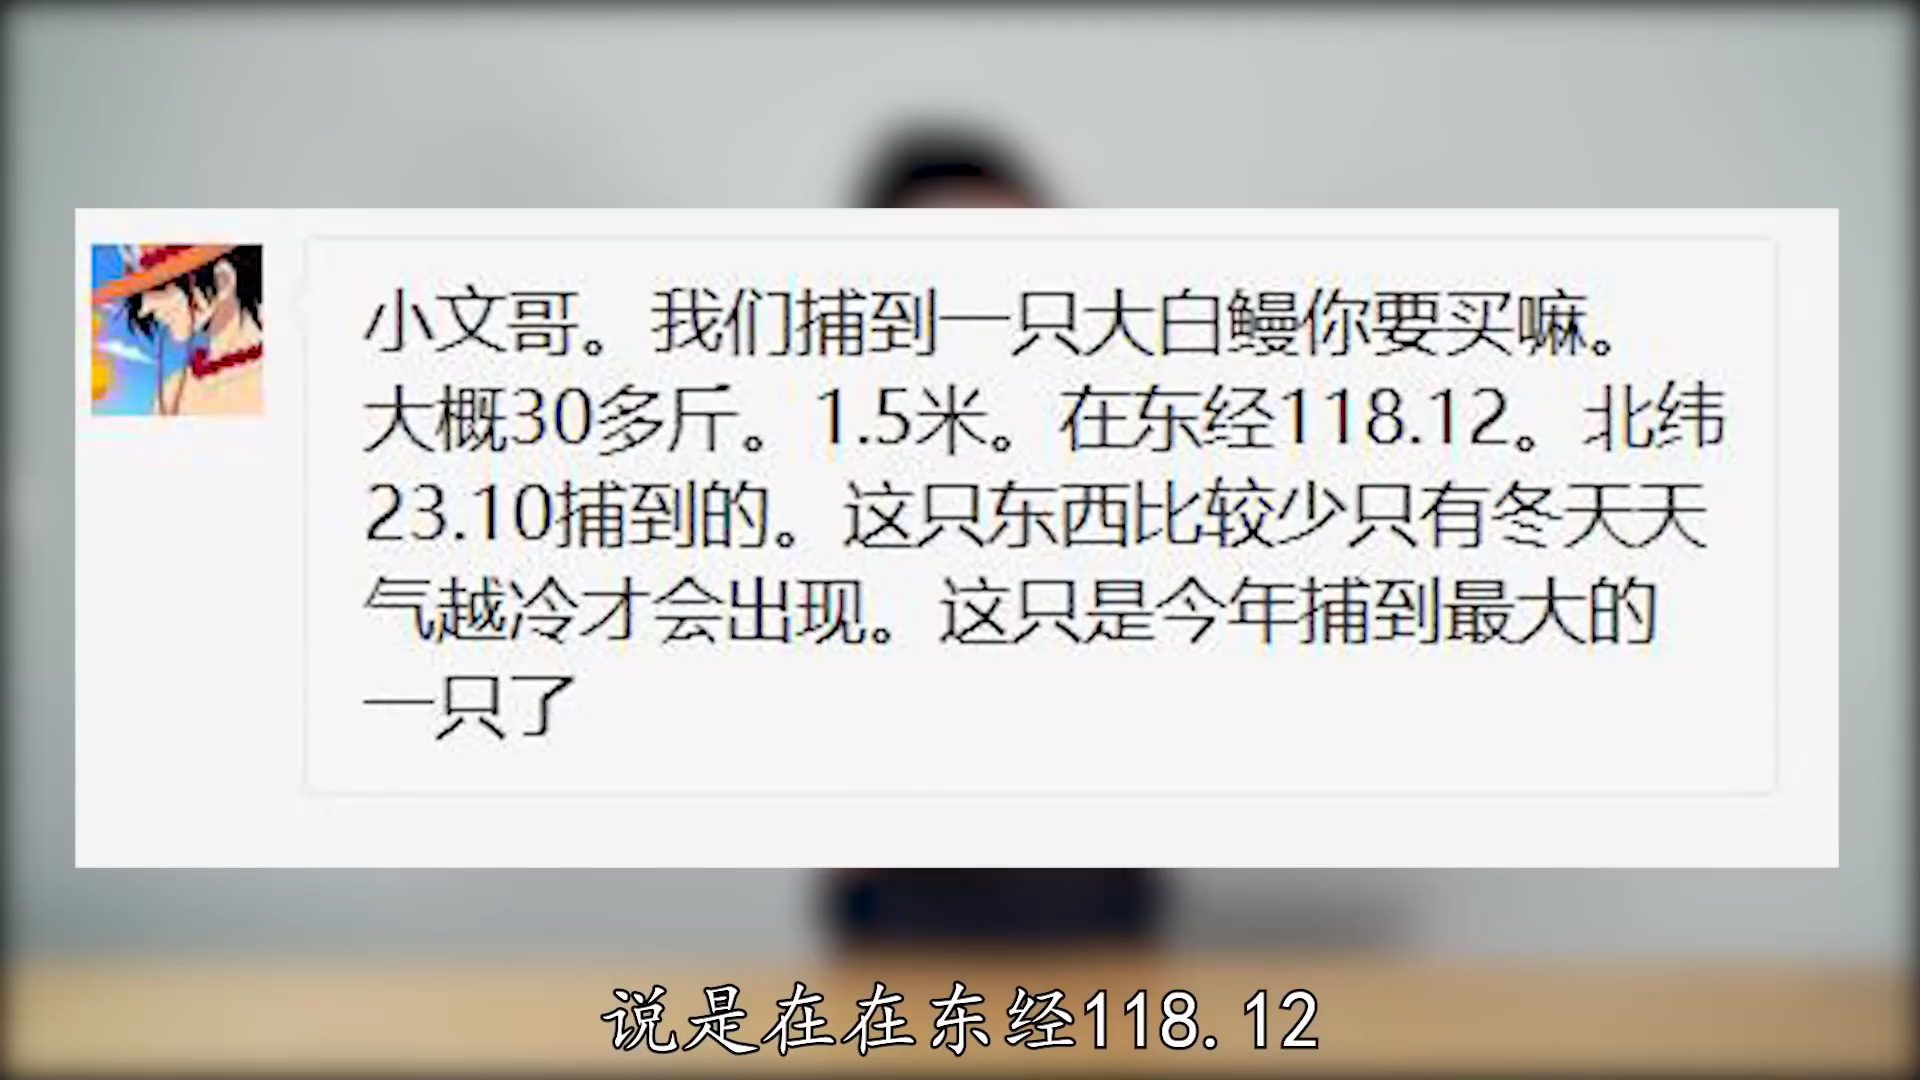 小文哥。我们捕到一只大白鳗你要买嘛。
大概30多斤。1.5米。在东经118.12。北纬
23.10捕到的。这只东西比较少只有冬天天
气越冷才会出现。这只是今年捕到最大的
一只了
说是在在东经118.12